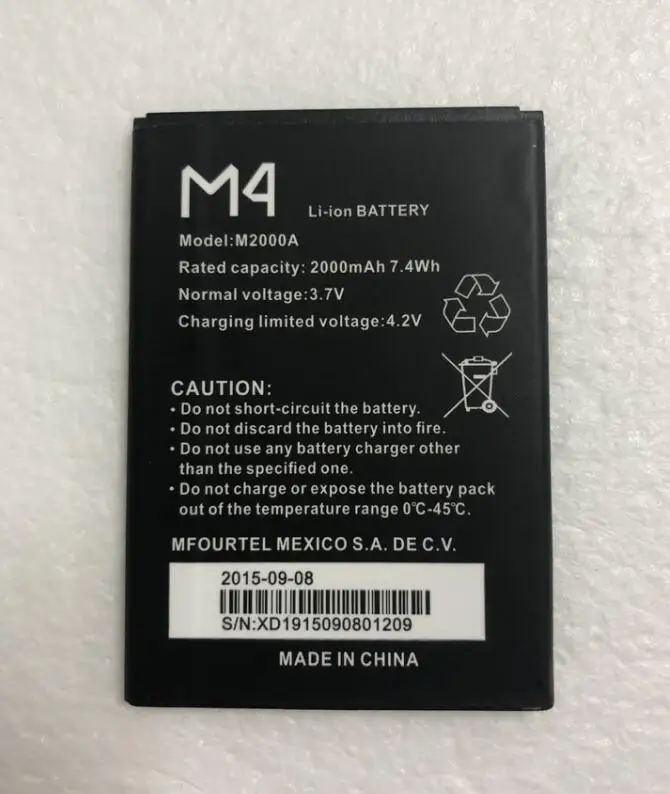 M4
Li-ion BATTERY
Model:M2000A
Rated capacity: 2000mAh 7.4Wh
Normal voltage:3.7V
Charging limited voltage:4.2V
CAUTION:
• Do not short-circuit the battery.
• Do not discard the battery into fire.
• Do not use any battery charger other
than the specified one.
• Do not charge or expose the battery pack
out of the temperature range 0℃-45℃.
MFOURTEL MEXICO S.A. DE C.V.
2015-09-08
S/N:XD1915090801209
MADE IN CHINA